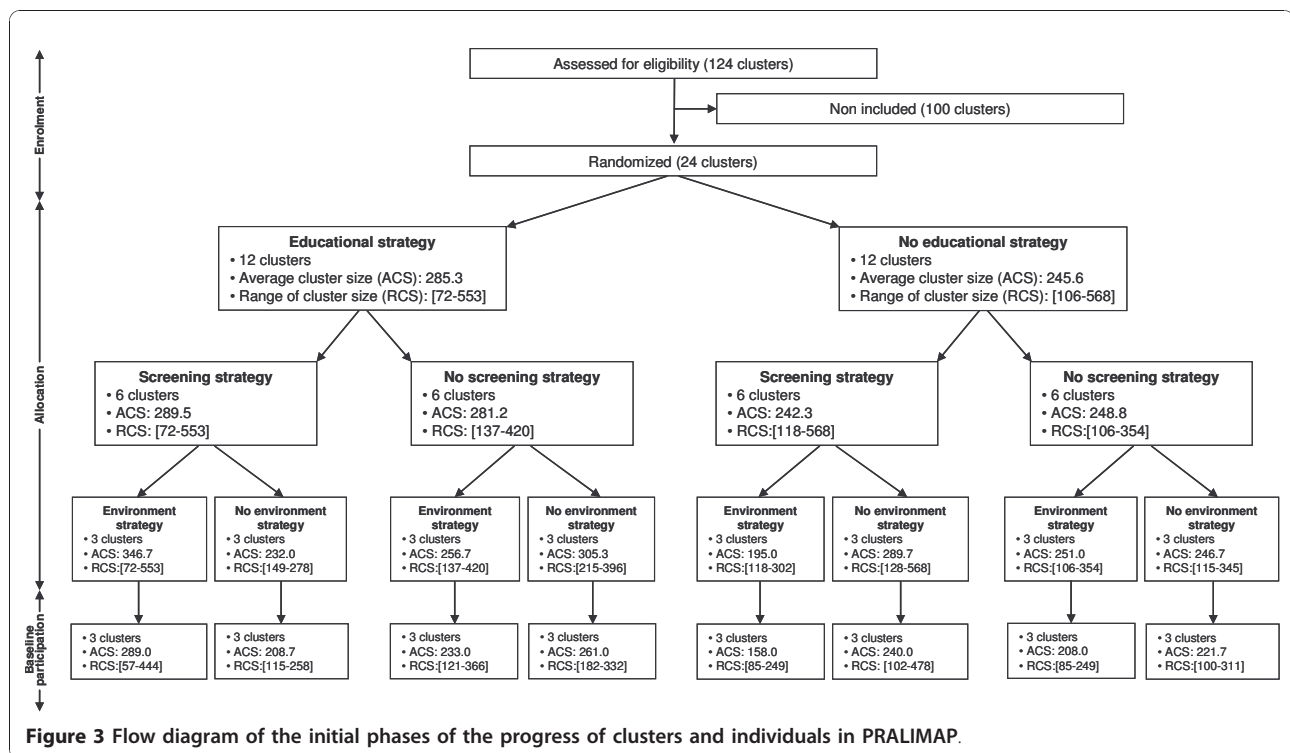 Enrolment
Assessed for eligibility (124 clusters)
Non included (100 clusters)
Randomized (24 clusters)
Allocation
Educational strategy
• 12 clusters
• Average cluster size (ACS): 285.3
• Range of cluster size (RCS): [72-553]
No educational strategy
• 12 clusters
• Average cluster size (ACS): 245.6
• Range of cluster size (RCS): [106-568]
Screening strategy
• 6 clusters
• ACS: 289.5
• RCS: [72-553]
No screening strategy
• 6 clusters
• ACS: 281.2
• RCS: [137-420]
Screening strategy
• 6 clusters
• ACS: 242.3
• RCS:[118-568]
No screening strategy
• 6 clusters
• ACS: 248.8
• RCS:[106-354]
Environment
strategy
• 3 clusters
• ACS: 346.7
• RCS:[72-553]
No environment
strategy
• 3 clusters
• ACS: 232.0
• RCS:[149-278]
Environment
strategy
• 3 clusters
• ACS: 256.7
• RCS:[137-420]
No environment
strategy
• 3 clusters
• ACS: 305.3
• RCS:[215-396]
Environment
strategy
• 3 clusters
• ACS: 195.0
• RCS:[118-302]
No environment
strategy
• 3 clusters
• ACS: 289.7
• RCS:[128-568]
Environment
strategy
• 3 clusters
• ACS: 251.0
• RCS:[106-354]
No environment
strategy
• 3 clusters
• ACS: 246.7
• RCS:[115-345]
Baseline
participation
• 3 clusters
• ACS: 289.0
• RCS:[57-444]
• 3 clusters
• ACS: 208.7
• RCS:[115-258]
• 3 clusters
• ACS: 233.0
• RCS:[121-366]
• 3 clusters
• ACS: 261.0
• RCS:[182-332]
• 3 clusters
• ACS: 158.0
• RCS:[85-249]
• 3 clusters
• ACS: 240.0
• RCS:[102-478]
• 3 clusters
• ACS: 208.0
• RCS:[85-249]
• 3 clusters
• ACS: 221.7
• RCS:[100-311]
Figure 3 Flow diagram of the initial phases of the progress of clusters and individuals in PRALIMAP.